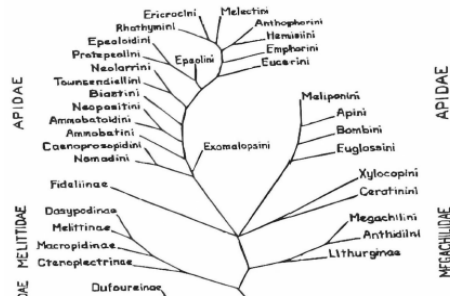 Ericrocini
Melectini
Rhathymini
Anthophorini
Epeoloidini
Hemisiini
Protepeolini
Epeolini
Emphorini
Neolarrini
Eucerini
Townsendiellini
Biastini
Meliponini
Neopasitini
Apini
Ammobatoidini
Bombini
Ammobatini
Exomalopsini
Euglossini
Caenoprosopidini
Nomadini
Xylocopini
Fideliinae
Ceratinini
Dasypodinae
Megachilini
Melittinae
Anthidiini
Macropidinae
Lithurginae
Ctenoplectrinae
Dufoureinae
APIDAE
MELITTIDAE
DAE
APIDAE
MEGACHILIDAE